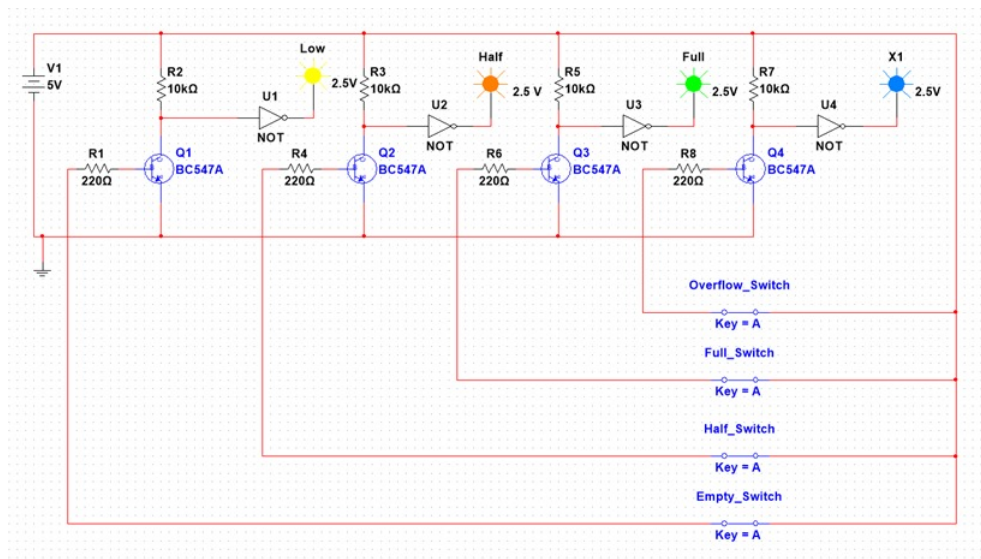 V1
5V
R2
10kΩ
Low
2.5V
U1
NOT
R1
220Ω
Q1
BC547A
R3
10kΩ
Half
2.5 V
U2
NOT
R4
220Ω
Q2
BC547A
R5
10kΩ
Full
2.5V
U3
NOT
R6
220Ω
Q3
BC547A
R7
10kΩ
X1
2.5V
U4
NOT
R8
220Ω
Q4
BC547A
Overflow_Switch
Key = A
Full_Switch
Key = A
Half_Switch
Key = A
Empty_Switch
Key = A